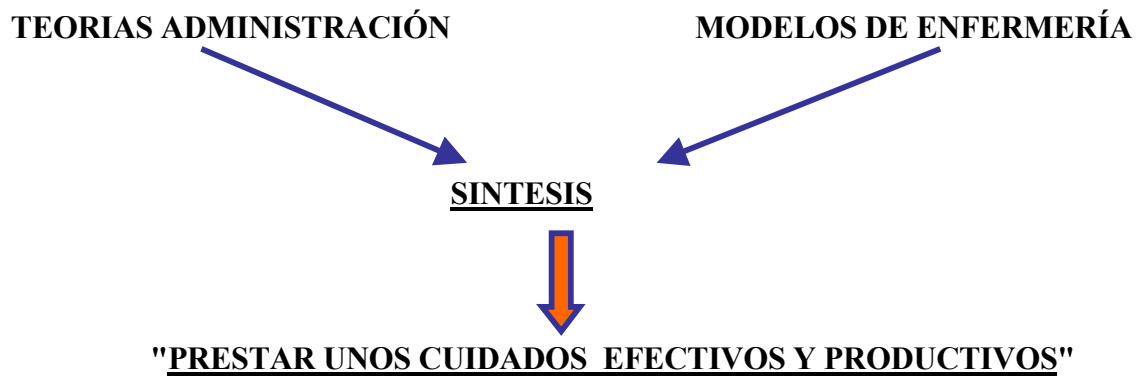 TEORIAS ADMINISTRACIÓN MODELOS DE ENFERMERÍA
SINTESIS
"PRESTAR UNOS CUIDADOS EFECTIVOS Y PRODUCTIVOS"